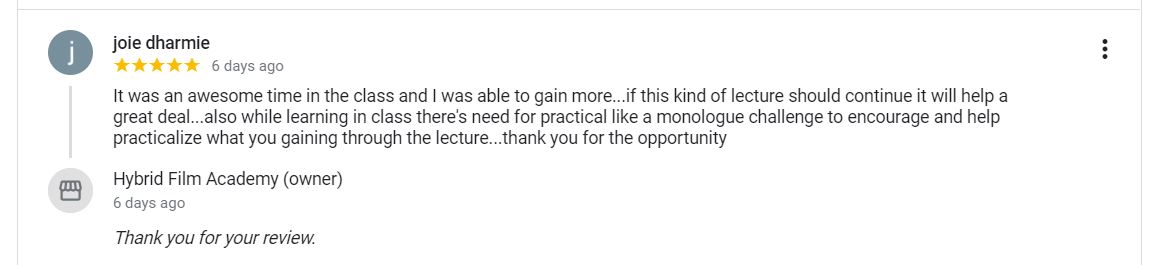 j
joie dharmie
6 days ago
It was an awesome time in the class and I was able to gain more...if this kind of lecture should continue it will help a
great deal...also while learning in class there's need for practical like a monologue challenge to encourage and help
practicalize what you gaining through the lecture...thank you for the opportunity
Hybrid Film Academy (owner)
6 days ago
Thank you for your review.